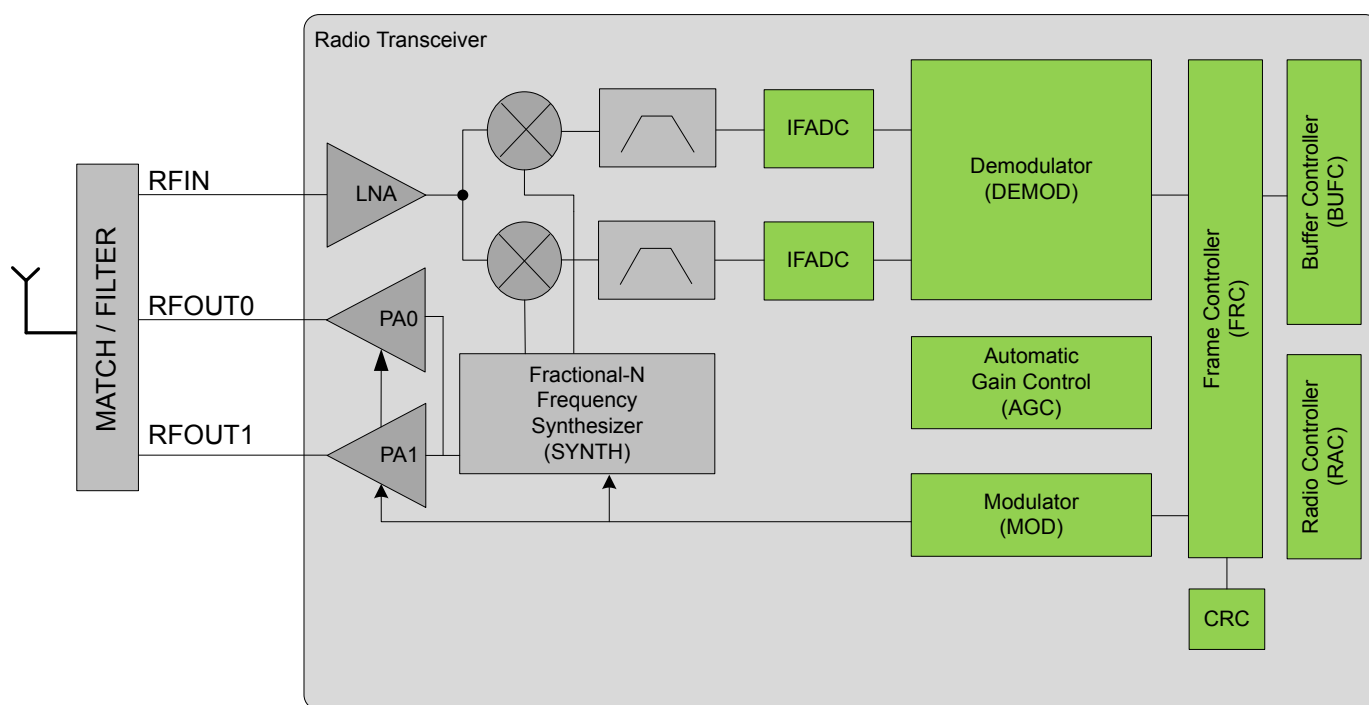 Radio Transceiver
MATCH / FILTER
RFIN
RFOUT0
RFOUT1
LNA
PA0
PA1
Fractional-N
Frequency
Synthesizer
(SYNTH)
IFADC
IFADC
Demodulator
(DEMOD)
Automatic
Gain Control
(AGC)
Modulator
(MOD)
Frame Controller
(FRC)
CRC
Buffer Controller
(BUFC)
Radio Controller
(RAC)